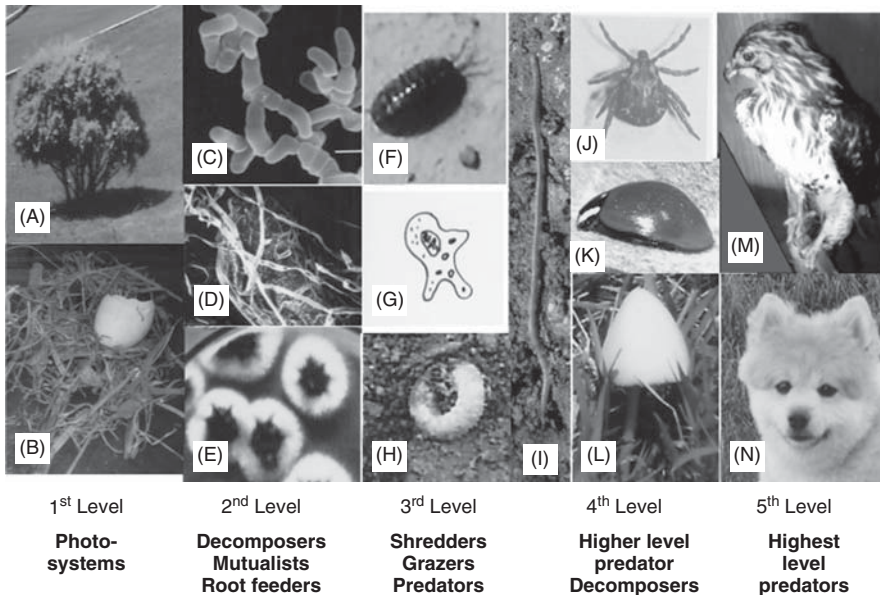 (A)
(B)
(C)
(D)
(E)
(F)
(G)
(H)
(I)
(J)
(K)
(L)
(M)
(N)
1st Level
Photo-
systems
2nd Level
Decomposers
Mutualists
Root feeders
3rd Level
Shredders
Grazers
Predators
4th Level
Higher level
predator
Decomposers
5th Level
Highest
level
predators